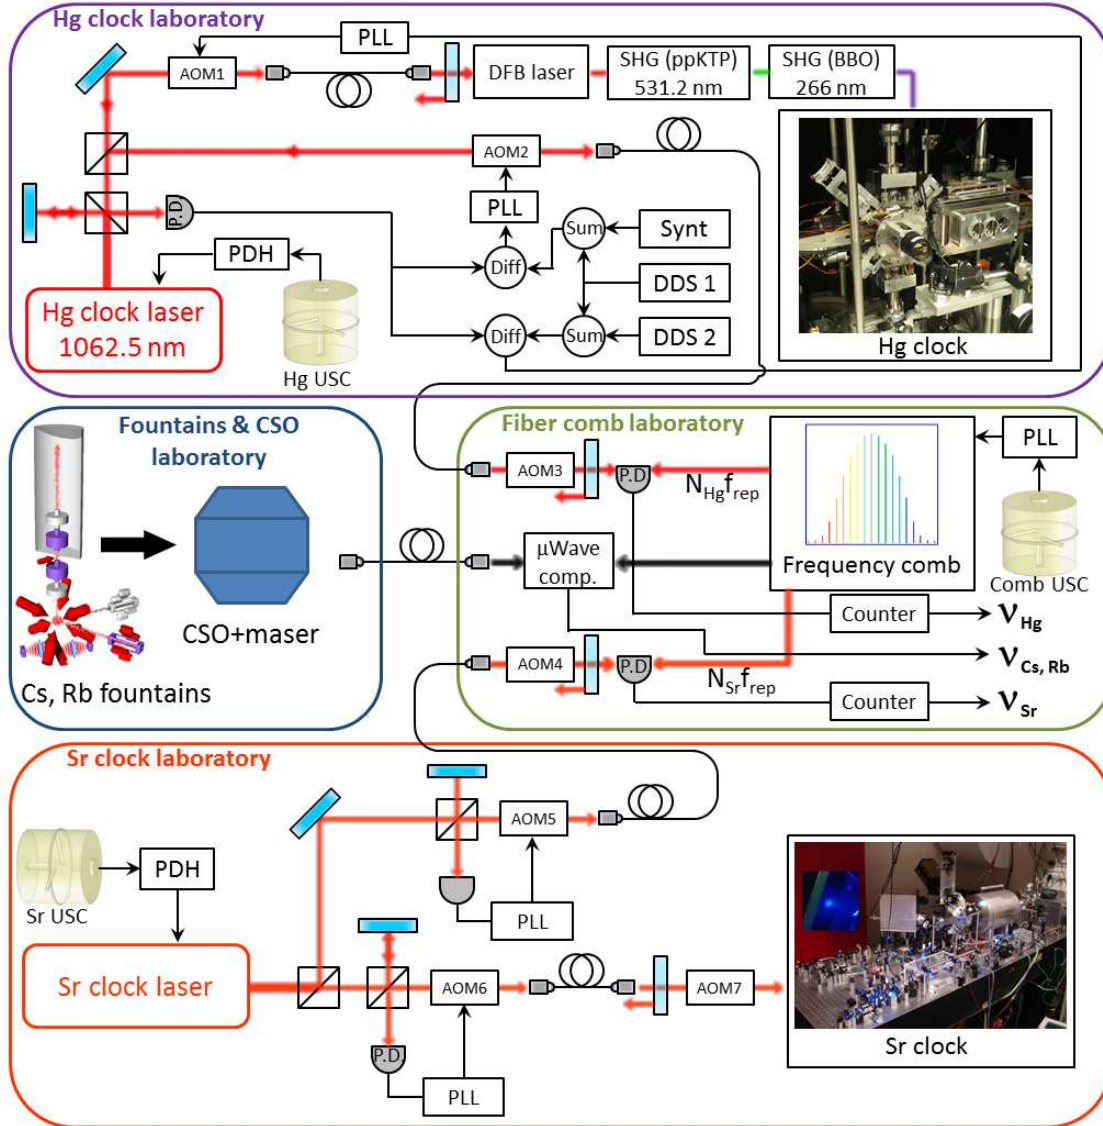 Hg clock laboratory
PLL
AOM1
DFB laser
SHG (ppKTP)
531.2 nm
SHG (BBO)
266 nm
AOM2
P.D
PLL
Sum
Synt
PDH
Diff
DDS 1
Hg clock laser
1062.5 nm
Diff
Sum
DDS 2
Hg USC
Hg clock
Fountains & CSO
laboratory
Fiber comb laboratory
PLL
AOM3
P.D
NHgfrep
μWave
comp.
Frequency comb
Comb USC
CSO+maser
Counter
νHg
AOM4
P.D
νCs, Rb
Cs, Rb fountains
NSrfrep
Counter
νSr
Sr clock laboratory
AOM5
PDH
Sr USC
PLL
Sr clock laser
AOM6
AOM7
P.D.
PLL
Sr clock